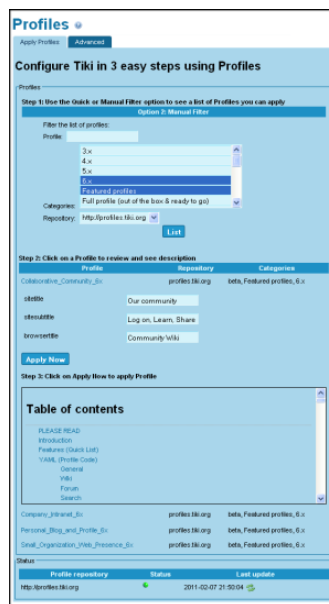 Profiles
Apply Profiles Advanced
Configure Tiki in 3 easy steps using Profiles
Profiles
Step 1: Use the Quick or Manual Filter option to see a list of Profiles you can apply
Option 2: Manual Filter
Filter the list of profiles:
Profile:
3.x
4.x
5.x
6.x
Featured profiles
Categories: Full profile (out of the box & ready to go)
Repository: http://profiles.tiki.org
List
Step 2: Click on a Profile to review and see description
Profile Repository Categories
Collaborative_Community_6x profiles.tiki.org beta, Featured profiles, 6.x
sitetitle Our community
sitesubtitle Log on, Learn, Share
browsertitle Community Wiki
Apply Now
Step 3: Click on Apply Now to apply Profile
Table of contents
PLEASE READ
Introduction
Features (Quick List)
YAML (Profile Code)
General
Wiki
Forum
Search
Company_Intranet_6x profiles.tiki.org beta, Featured profiles, 6.x
Personal_Blog_and_Profile_6x profiles.tiki.org beta, Featured profiles, 6.x
Small_Organization_Web_Presence_6x profiles.tiki.org beta, Featured profiles, 6.x
Status
Profile repository Status Last update
http://profiles.tiki.org 2011-02-07 21:50:04